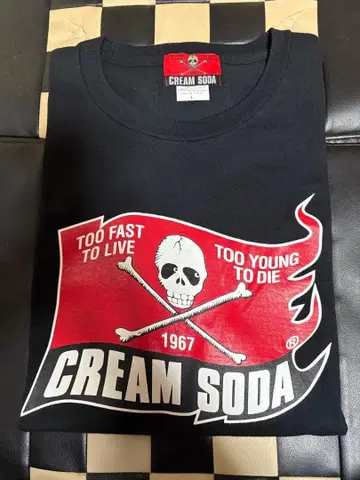 CREAM SODA
TOO FAST
TO LIVE
TOO YOUNG
TO DIE
1967
®
CREAM SODA